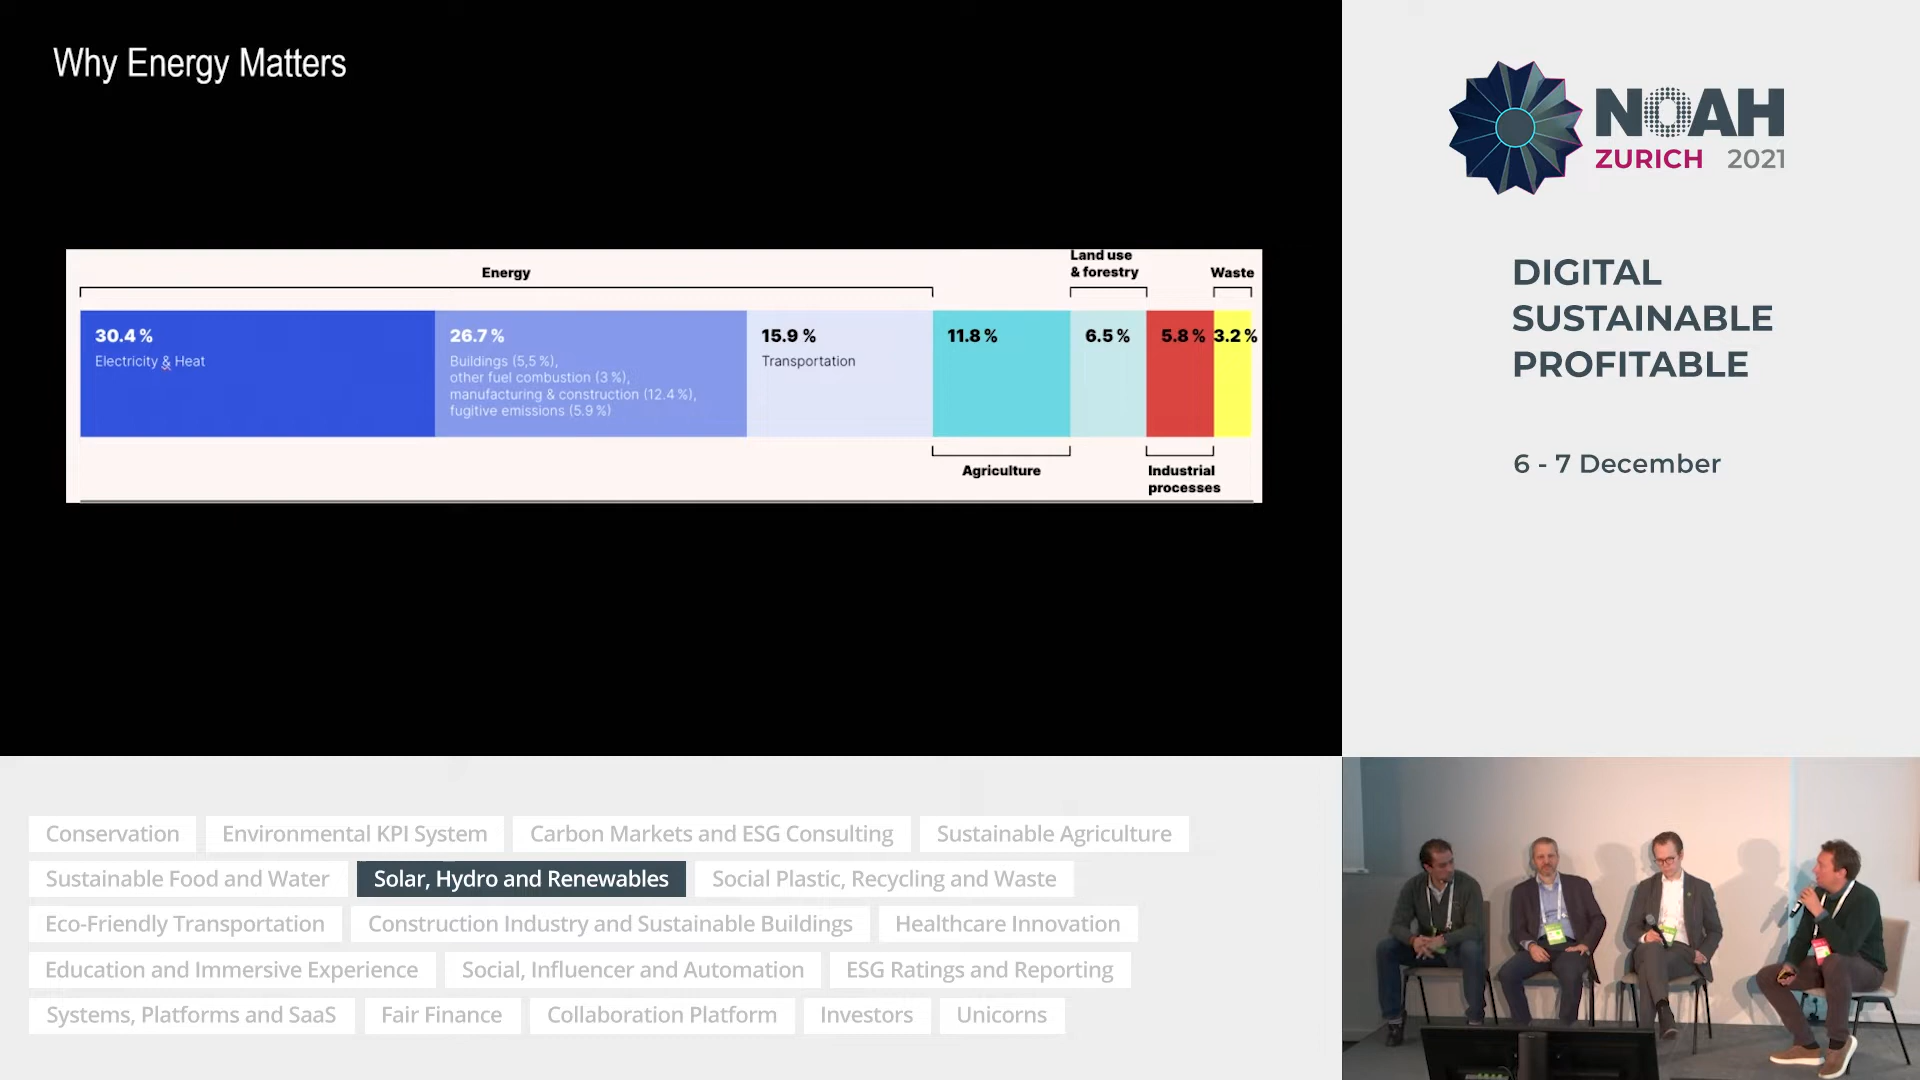 Why Energy Matters
Energy
Land use
& forestry
Waste
30.4 %
Electricity & Heat
26.7 %
Buildings (5,5 %),
other fuel combustion (3 %),
manufacturing & construction (12.4 %),
fugitive emissions (5.9 %)
15.9 %
Transportation
11.8 %
6.5 %
5.8 %
3.2 %
Agriculture
Industrial
processes
NOAH
ZURICH 2021
DIGITAL
SUSTAINABLE
PROFITABLE
6 - 7 December
Conservation
Environmental KPI System
Carbon Markets and ESG Consulting
Sustainable Agriculture
Sustainable Food and Water
Solar, Hydro and Renewables
Social Plastic, Recycling and Waste
Eco-Friendly Transportation
Construction Industry and Sustainable Buildings
Healthcare Innovation
Education and Immersive Experience
Social, Influencer and Automation
ESG Ratings and Reporting
Systems, Platforms and SaaS
Fair Finance
Collaboration Platform
Investors
Unicorns